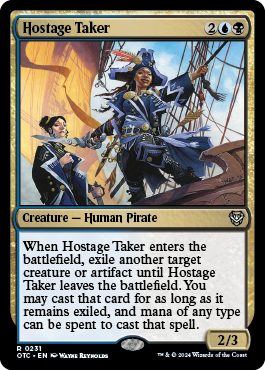 Hostage Taker 2
Creature — Human Pirate
When Hostage Taker enters the
battlefield, exile another target
creature or artifact until Hostage
Taker leaves the battlefield. You
may cast that card for as long as it
remains exiled, and mana of any type
can be spent to cast that spell.
2/3
R 0231
OTC • EN Wayne Reynolds
™ & © 2024 Wizards of the Coast